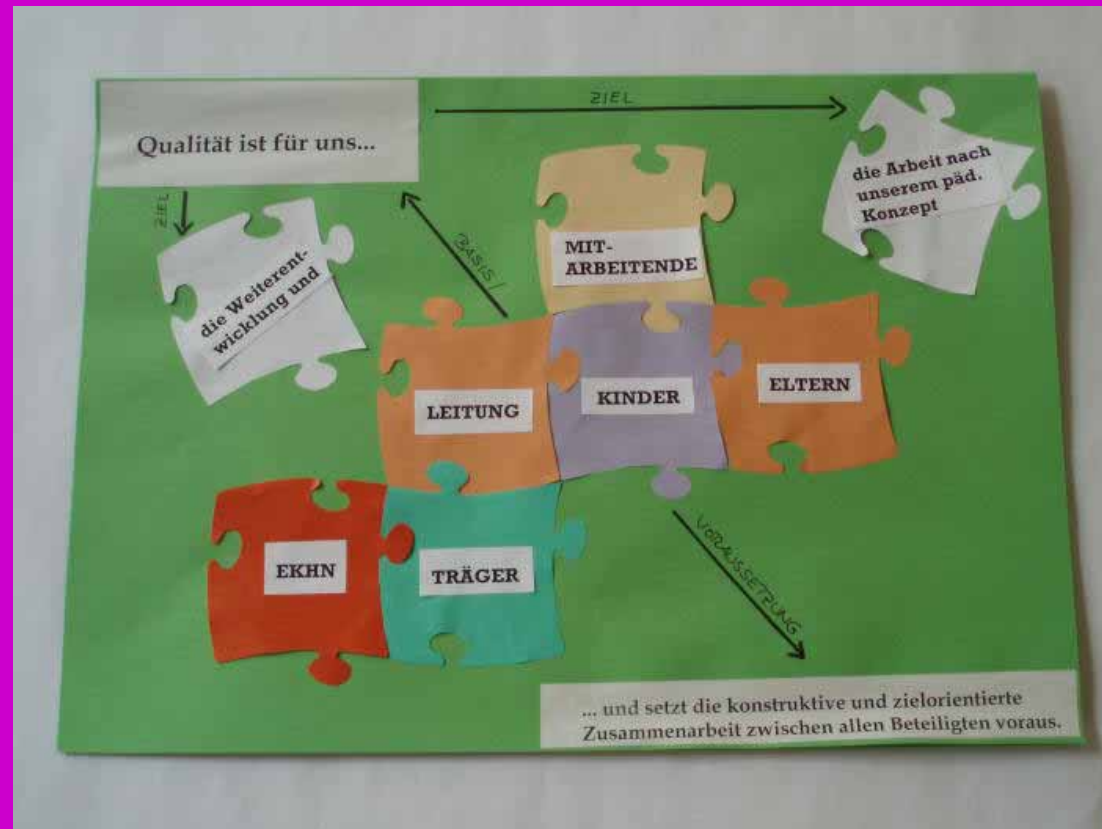 Qualität ist für uns...
ZIEL
ZIEL
die Weiterent-
wicklung und
die Arbeit nach
unserem päd.
Konzept
BASIS
MIT-
ARBEITENDE
LEITUNG
KINDER
ELTERN
EKHN
TRÄGER
VORAUSSETZUNG
... und setzt die konstruktive und zielorientierte
Zusammenarbeit zwischen allen Beteiligten voraus.